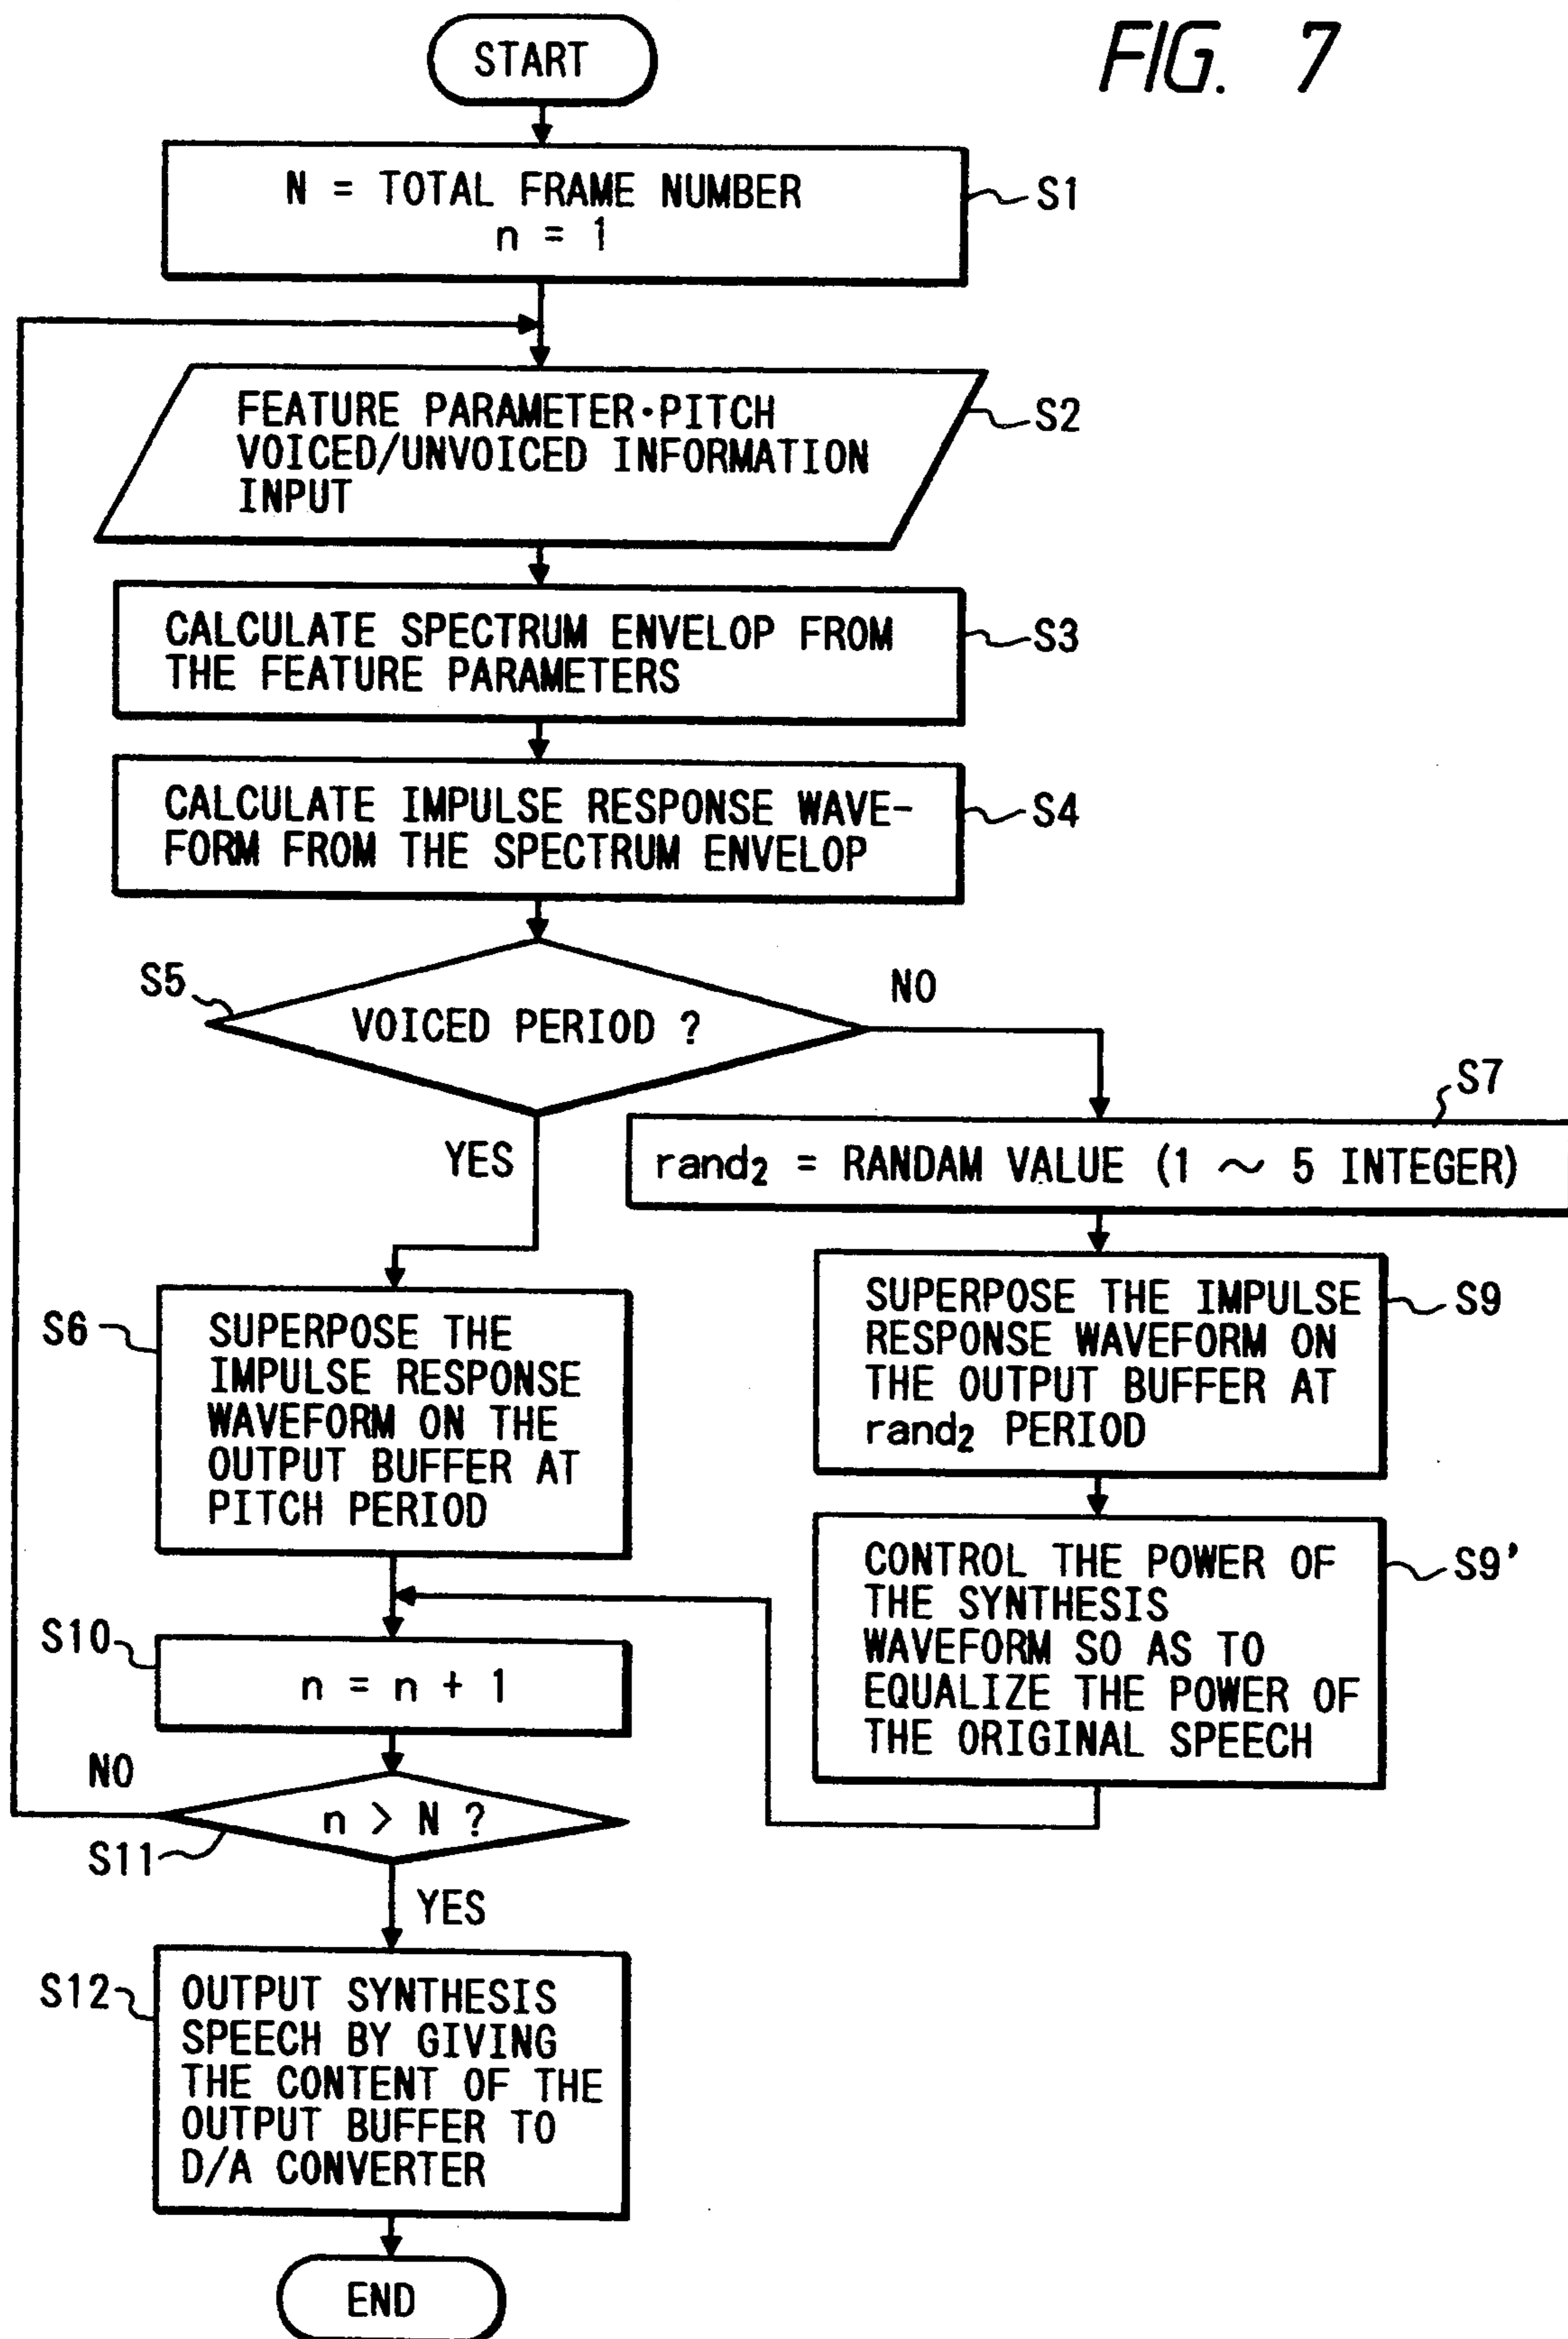 FIG. 7
START
N = TOTAL FRAME NUMBER
n = 1
S1
FEATURE PARAMETER·PITCH
VOICED/UNVOICED INFORMATION
INPUT
S2
CALCULATE SPECTRUM ENVELOP FROM
THE FEATURE PARAMETERS
S3
CALCULATE IMPULSE RESPONSE WAVE-
FORM FROM THE SPECTRUM ENVELOP
S4
S5
VOICED PERIOD ?
NO
YES
S7
rand₂ = RANDAM VALUE (1 ~ 5 INTEGER)
S6
SUPERPOSE THE
IMPULSE RESPONSE
WAVEFORM ON THE
OUTPUT BUFFER AT
PITCH PERIOD
SUPERPOSE THE IMPULSE
RESPONSE WAVEFORM ON
THE OUTPUT BUFFER AT
rand₂ PERIOD
S9
CONTROL THE POWER OF
THE SYNTHESIS
WAVEFORM SO AS TO
EQUALIZE THE POWER OF
THE ORIGINAL SPEECH
S9'
S10
n = n + 1
NO
n > N ?
S11
YES
S12
OUTPUT SYNTHESIS
SPEECH BY GIVING
THE CONTENT OF THE
OUTPUT BUFFER TO
D/A CONVERTER
END